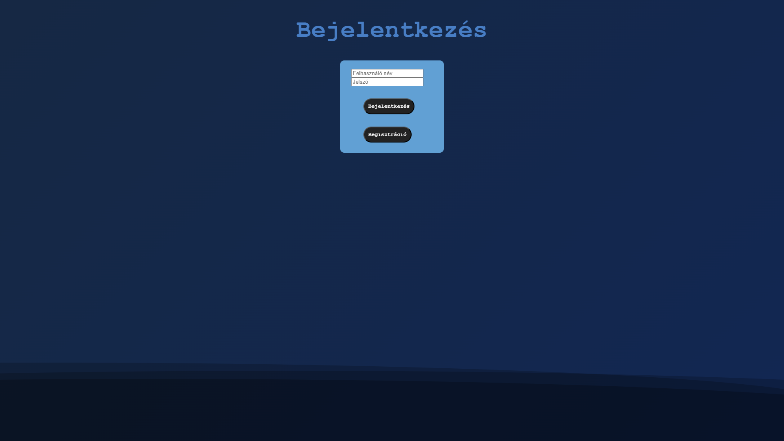 Bejelentkezés
Felhasználó név
Jelszó
Bejelentkezés
Regisztráció